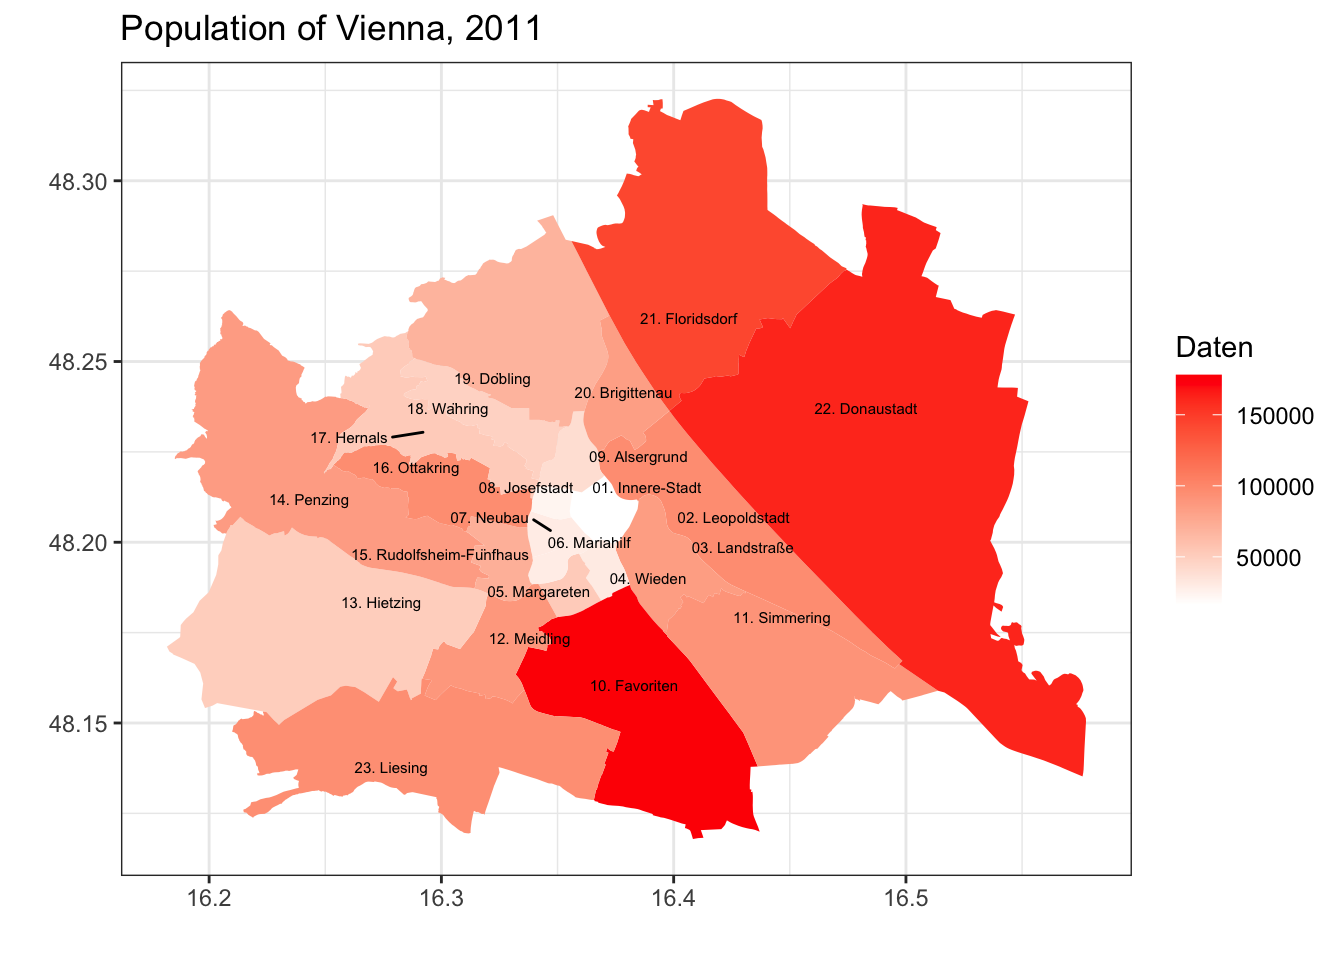 Population of Vienna, 2011
48.30
48.25
48.20
48.15
16.2
16.3
16.4
16.5
21. Floridsdorf
19. Döbling
20. Brigittenau
18. Währing
22. Donaustadt
17. Hernals
16. Ottakring
09. Alsergrund
14. Penzing
08. Josefstadt
01. Innere-Stadt
07. Neubau
02. Leopoldstadt
06. Mariahilf
03. Landstraße
15. Rudolfsheim-Fünfhaus
04. Wieden
05. Margareten
13. Hietzing
11. Simmering
12. Meidling
10. Favoriten
23. Liesing
Daten
150000
100000
50000